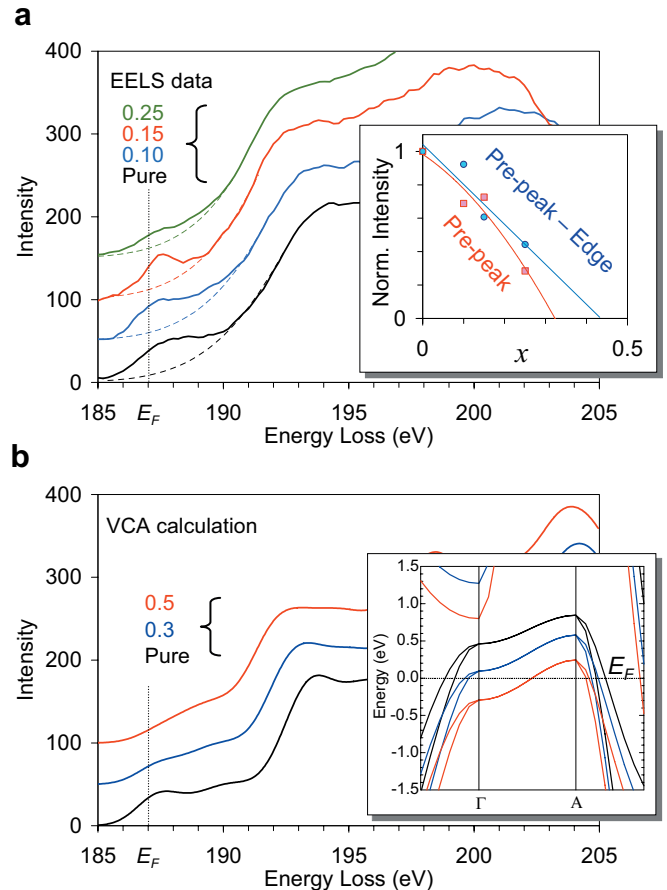 a
400
300
200
100
0
Intensity
EELS data
0.25
0.15
0.10
Pure
185
E_F
190
195
200
205
Energy Loss (eV)
1
0
Norm. Intensity
Pre-peak – Edge
Pre-peak
0
x
0.5
b
400
300
200
100
0
Intensity
VCA calculation
0.5
0.3
Pure
185
E_F
190
195
200
205
Energy Loss (eV)
1.5
1.0
0.5
0.0
-0.5
-1.0
-1.5
Energy (eV)
E_F
Γ
A